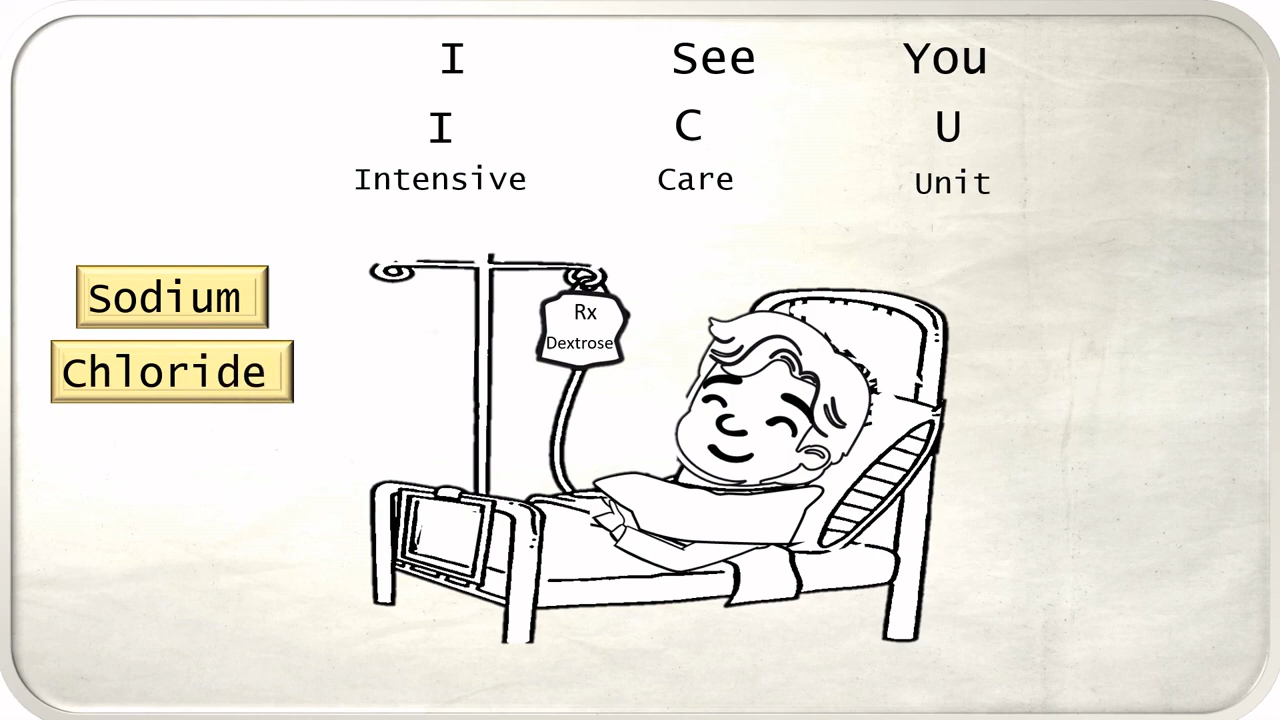 I See You
I C U
Intensive Care Unit
Sodium
Chloride
Rx
Dextrose